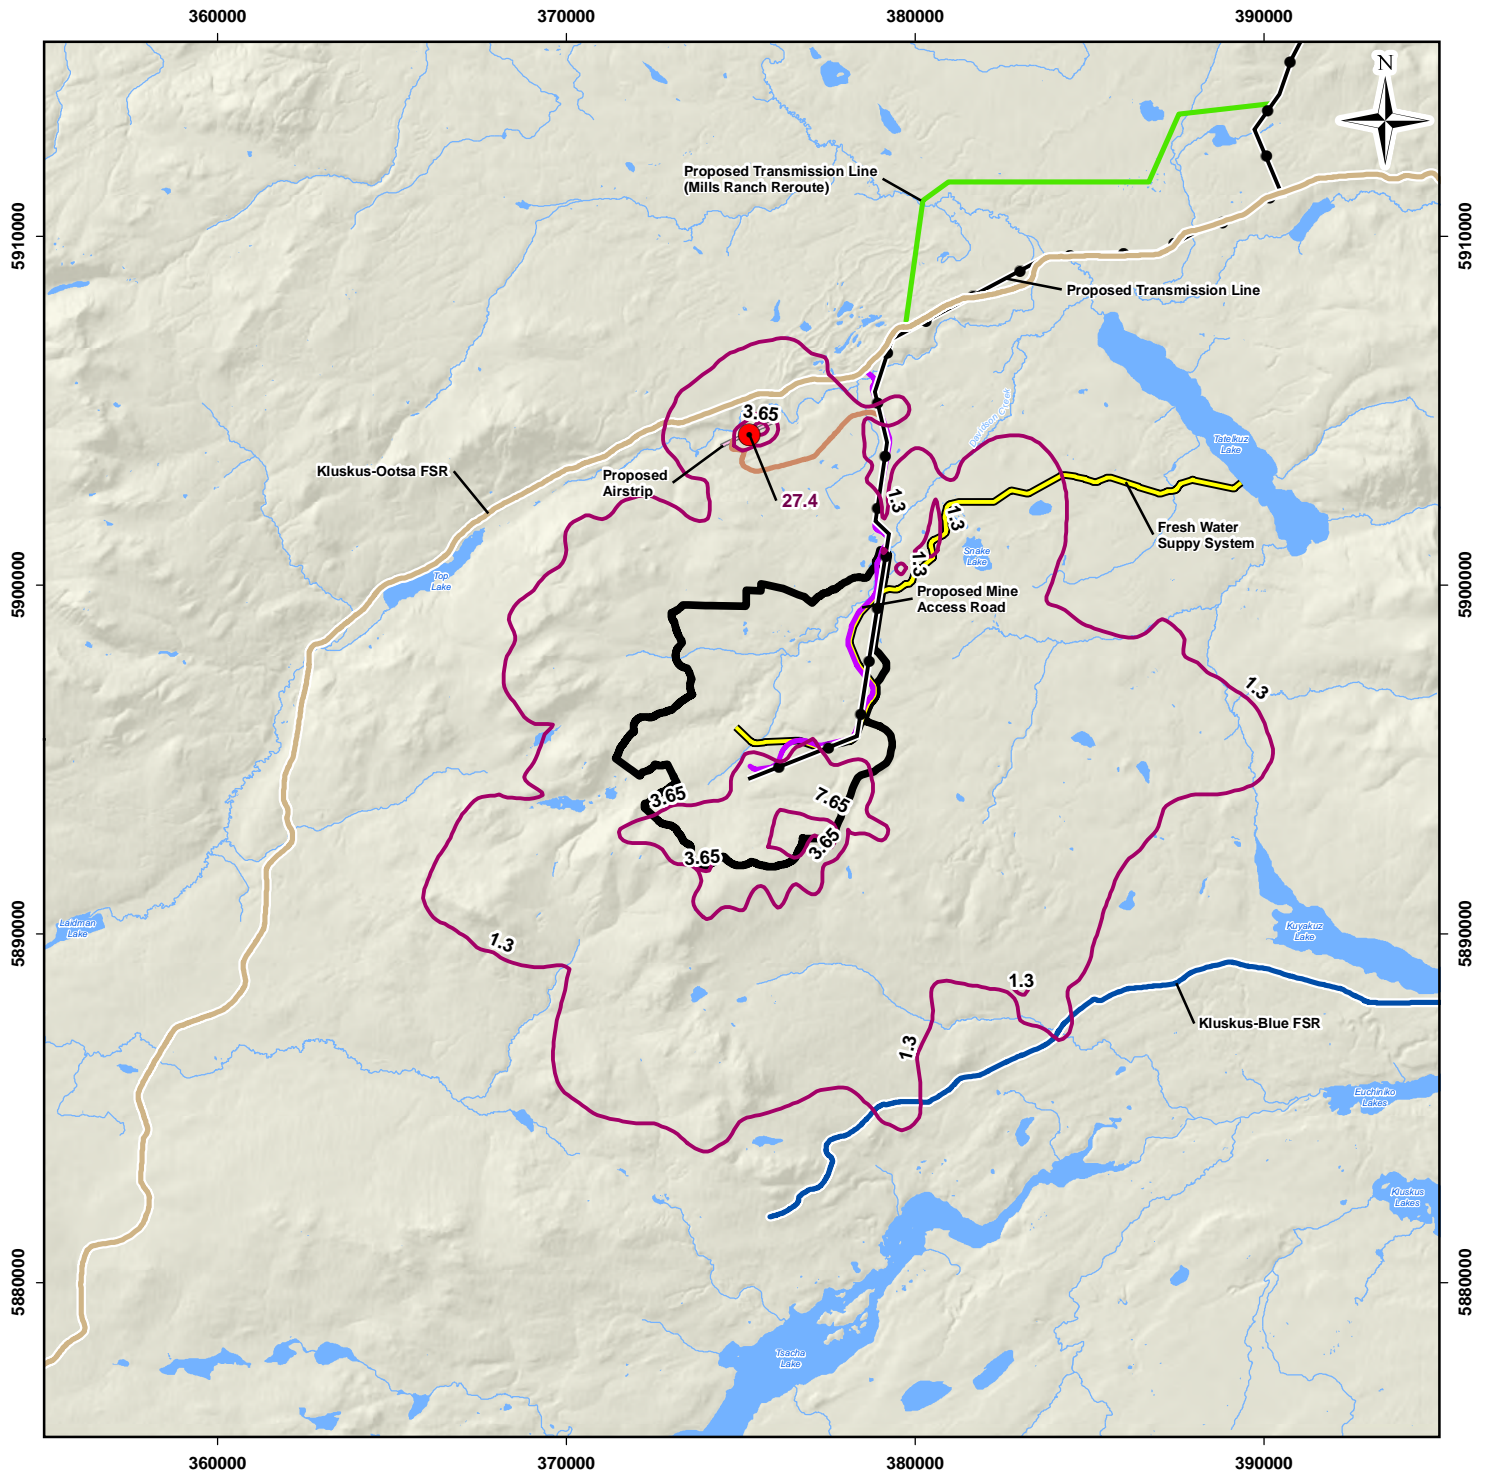 360000
370000
380000
390000
N
5910000
5910000
Proposed Transmission Line
(Mills Ranch Reroute)
Proposed Transmission Line
Davidson Creek
3.65
Tatelkuz
Lake
Kluskus-Ootsa FSR
Proposed
Airstrip
27.4
1.3
1.3
Fresh Water
Suppy System
Snake
Lake
1.3
Top
Lake
5900000
5900000
Proposed Mine
Access Road
1.3
3.65
7.65
3.65
3.65
Laidman
Lake
Kuyakuz
Lake
5890000
5890000
1.3
1.3
Kluskus-Blue FSR
1.3
Euchiniko
Lakes
Kluskus
Lakes
5880000
5880000
Tsacha
Lake
360000
370000
380000
390000